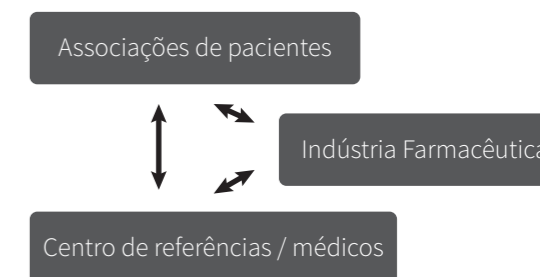 Associações de pacientes
Indústria Farmacêutica
Centro de referências / médicos